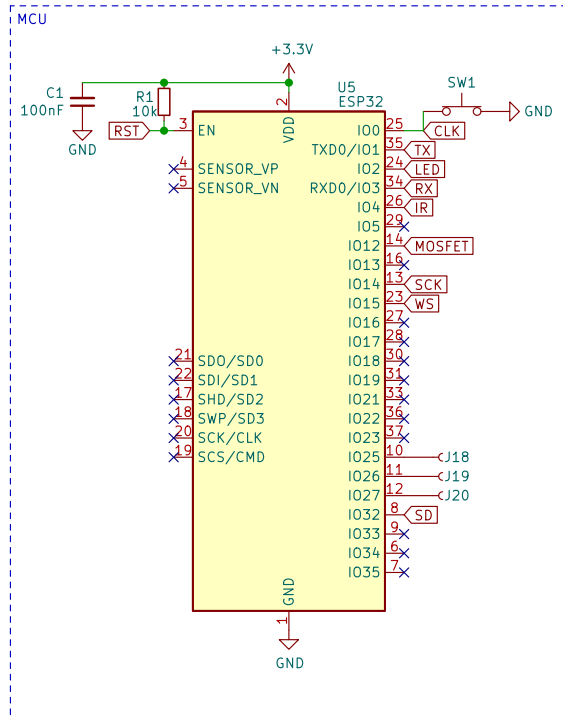 MCU
+3.3V
C1
100nF
GND
R1
10k
RST
U5
ESP32
SW1
GND
2
VDD
3 EN
4 SENSOR_VP
5 SENSOR_VN
21 SDO/SD0
22 SDI/SD1
17 SHD/SD2
18 SWP/SD3
20 SCK/CLK
19 SCS/CMD
IO0 25 CLK
TXD0/IO1 35 TX
IO2 24 LED
RXD0/IO3 34 RX
IO4 26 IR
IO5 29
IO12 14 MOSFET
IO13 16
IO14 13 SCK
IO15 23 WS
IO16 27
IO17 28
IO18 30
IO19 31
IO21 33
IO22 36
IO23 37
IO25 10 J18
IO26 11 J19
IO27 12 J20
IO32 8 SD
IO33 9
IO34 6
IO35 7
GND
1
GND